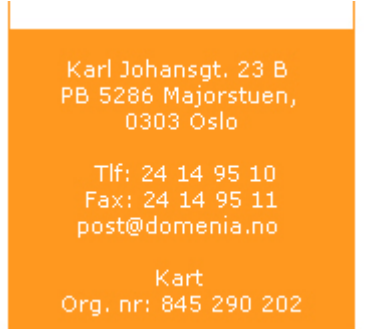 Karl Johansgt. 23 B
PB 5286 Majorstuen,
0303 Oslo
Tlf: 24 14 95 10
Fax: 24 14 95 11
post@domenia.no
Kart
Org. nr: 845 290 202